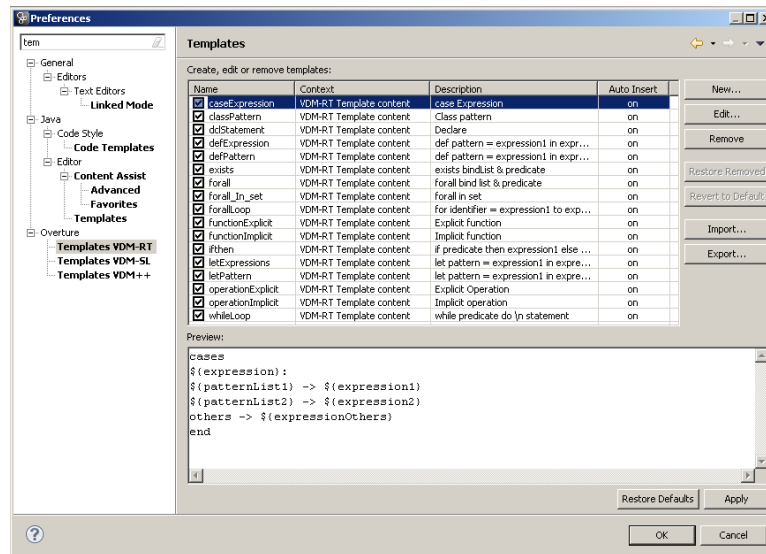 Preferences
tem
Templates
General
Editors
Text Editors
Linked Mode
Java
Code Style
Code Templates
Editor
Content Assist
Advanced
Favorites
Templates
Overture
Templates VDM-RT
Templates VDM-SL
Templates VDM++
Create, edit or remove templates:
Name Context Description Auto Insert
caseExpression VDM-RT Template content case Expression on
classPattern VDM-RT Template content Class pattern on
dclStatement VDM-RT Template content Declare on
defExpression VDM-RT Template content def pattern = expression1 in expr... on
defPattern VDM-RT Template content def pattern = expression1 in expr... on
exists VDM-RT Template content exists bindList & predicate on
forall VDM-RT Template content forall bind list & predicate on
forall_In_set VDM-RT Template content forall in set on
forallLoop VDM-RT Template content for identifier = expression1 to exp... on
functionExplicit VDM-RT Template content Explicit function on
functionImplicit VDM-RT Template content Implicit function on
ifthen VDM-RT Template content if predicate then expression1 else ... on
letExpressions VDM-RT Template content let pattern = expression1 in expre... on
letPattern VDM-RT Template content let pattern = expression1 in expre... on
operationExplicit VDM-RT Template content Explicit Operation on
operationImplicit VDM-RT Template content Implicit operation on
whileLoop VDM-RT Template content while predicate do \n statement on
New...
Edit...
Remove
Restore Removed
Revert to Default
Import...
Export...
Preview:
cases
${expression}:
${patternList1} -> ${expression1}
${patternList2} -> ${expression2}
others -> ${expressionOthers}
end
Restore Defaults Apply
OK Cancel